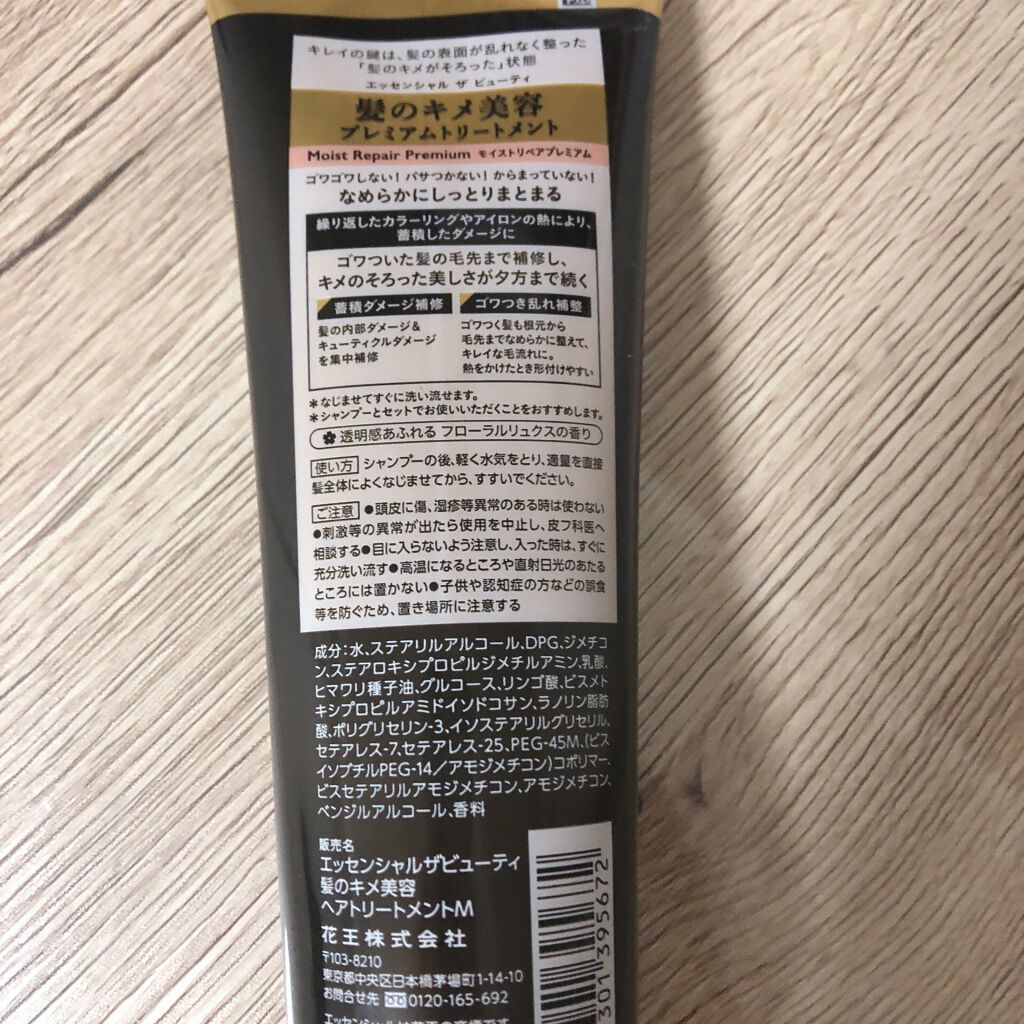 キレイの鍵は、髪の表面が乱れなく整った
「髪のキメがそろった」状態
エッセンシャル ザ ビューティ
髪のキメ美容
プレミアムトリートメント
Moist Repair Premium モイストリペアプレミアム
ゴワゴワしない!パサつかない!からまっていない!
なめらかにしっとりまとまる
繰り返したカラーリングやアイロンの熱により、
蓄積したダメージに
ゴワついた髪の毛先まで補修し、
キメのそろった美しさが夕方まで続く
蓄積ダメージ補修
髪の内部ダメージ&
キューティクルダメージ
を集中補修
ゴワつき乱れ補整
ゴワつく髪も根元から
毛先までなめらかに整えて、
キレイな毛流れに。
熱をかけたとき形付けやすい
*なじませてすぐに洗い流せます。
*シャンプーとセットでお使いいただくことをおすすめします。
透明感あふれる フローラルリュクスの香り
使い方 シャンプーの後、軽く水気をとり、適量を直接
髪全体によくなじませてから、すすいでください。
ご注意 ●頭皮に傷、湿疹等異常のある時は使わない
●刺激等の異常が出たら使用を中止し、皮フ科医へ
相談する●目に入らないよう注意し、入った時は、すぐに
充分洗い流す●高温になるところや直射日光のあたる
ところには置かない●子供や認知症の方などの誤食
等を防ぐため、置き場所に注意する
成分:水、ステアリルアルコール、DPG、ジメチコ
ン、ステアロキシプロピルジメチルアミン、乳酸、
ヒマワリ種子油、グルコース、リンゴ酸、ビスメト
キシプロピルアミドイソドコサン、ラノリン脂肪
酸、ポリグリセリン-3、イソステアリルグリセリル、
セテアレス-7、セテアレス-25、PEG-45M、(ビス
イソブチルPEG-14/アモジメチコン)コポリマー、
ビスセテアリルアモジメチコン、アモジメチコン、
ベンジルアルコール、香料
販売名
エッセンシャルザビューティ
髪のキメ美容
ヘアトリートメントM
花王株式会社
〒103-8210
東京都中央区日本橋茅場町1-14-10
お問合せ先 0120-165-692
301 395672